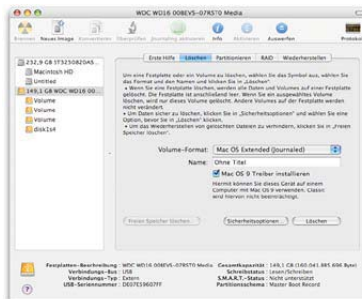 WDC WD16 00BEVS-07RST0 Media
Brennen Neues Image Konvertieren Überprüfen Journaling aktivieren Info Aktivieren Auswerfen Protokoll
232,9 GB ST3250820AS...
Macintosh HD
Untitled
149,1 GB WDC WD16 00...
Volume
Volume
Volume
disk1s4
Erste Hilfe Löschen Partitionieren RAID Wiederherstellen
Um eine Festplatte oder ein Volume zu löschen, wählen Sie das Symbol aus, wählen Sie
das Format und den Namen und klicken Sie in „Löschen“.
• Wenn Sie eine Festplatte löschen, werden alle Daten und Volumes auf einer Festplatte
gelöscht. Die Festplatte ist anschließend leer. Wenn Sie ein ausgewähltes Volume
löschen, wird nur dieses Volume gelöscht. Andere Volumes auf der Festplatte werden
nicht verändert.
• Um Daten sicher zu löschen, klicken Sie in „Sicherheitsoptionen“, wählen Sie eine
Option, bevor Sie in „Löschen“ klicken.
• Um das Wiederherstellen von gelöschten Dateien zu verhindern, klicken Sie in „Freien
Speicher löschen“.
Volume-Format: Mac OS Extended (Journaled)
Name: Ohne Titel
Mac OS 9 Treiber installieren
Hiermit können Sie dieses Gerät auf einem
Computer mit Mac OS 9 verwenden. Classic
wird hiervon nicht beeinträchtigt.
Freien Speicher löschen... Sicherheitsoptionen... Löschen
Festplatten-Beschreibung : WDC WD16 00BEVS-07RST0 Media Gesamtkapazität : 149,1 GB (160.041.885.696 Byte)
Verbindungs-Bus : USB Schreibstatus : Lesen/Schreiben
Verbindungs-Typ : Extern S.M.A.R.T.-Status : Nicht unterstützt
USB-Seriennummer : DEO7E19607FF Partitionsschema : Master Boot Record
?